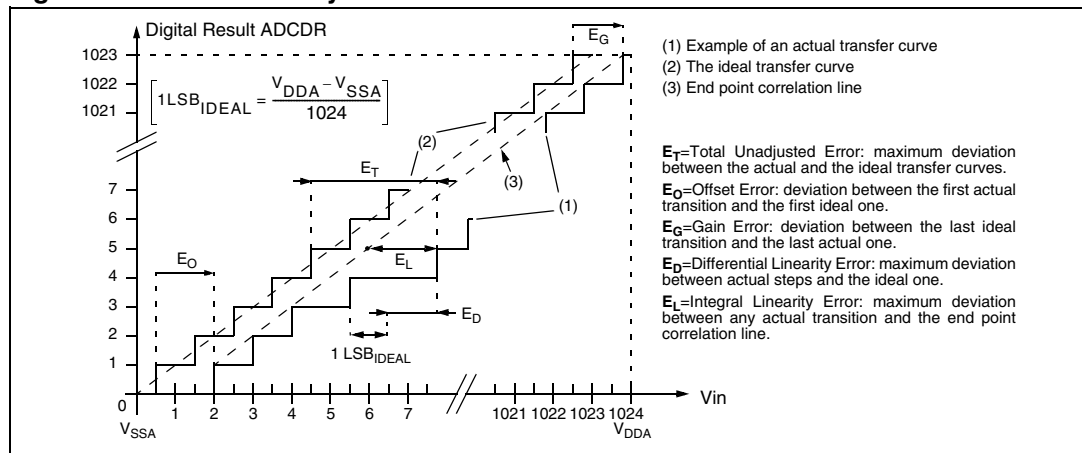 Digital Result ADCDR
E_G
1023
1022
1021
1LSB_IDEAL = V_DDA – V_SSA
1024
(2)
(3)
(1)
E_T
7
6
5
4
3
2
1
0
E_O
E_L
E_D
1 LSB_IDEAL
1 2 3 4 5 6 7 1021 1022 1023 1024
Vin
V_SSA
V_DDA
(1) Example of an actual transfer curve
(2) The ideal transfer curve
(3) End point correlation line
E_T=Total Unadjusted Error: maximum deviation
between the actual and the ideal transfer curves.
E_O=Offset Error: deviation between the first actual
transition and the first ideal one.
E_G=Gain Error: deviation between the last ideal
transition and the last actual one.
E_D=Differential Linearity Error: maximum deviation
between actual steps and the ideal one.
E_L=Integral Linearity Error: maximum deviation
between any actual transition and the end point
correlation line.